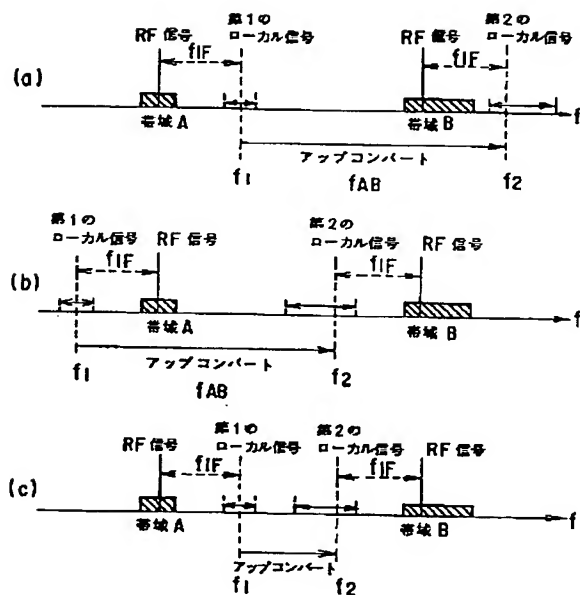 (a)
第1の
ローカル信号
RF 信号
fIF
帯域 A
f1
アップコンバート
fAB
第2の
ローカル信号
RF 信号
fIF
帯域 B
f2
f
(b)
第1の
ローカル信号
RF 信号
fIF
帯域 A
f1
アップコンバート
fAB
第2の
ローカル信号
RF 信号
fIF
帯域 B
f2
f
(c)
RF 信号
fIF
第1の
ローカル信号
帯域 A
f1
アップコンバート
第2の
ローカル信号
RF 信号
fIF
帯域 B
f2
f